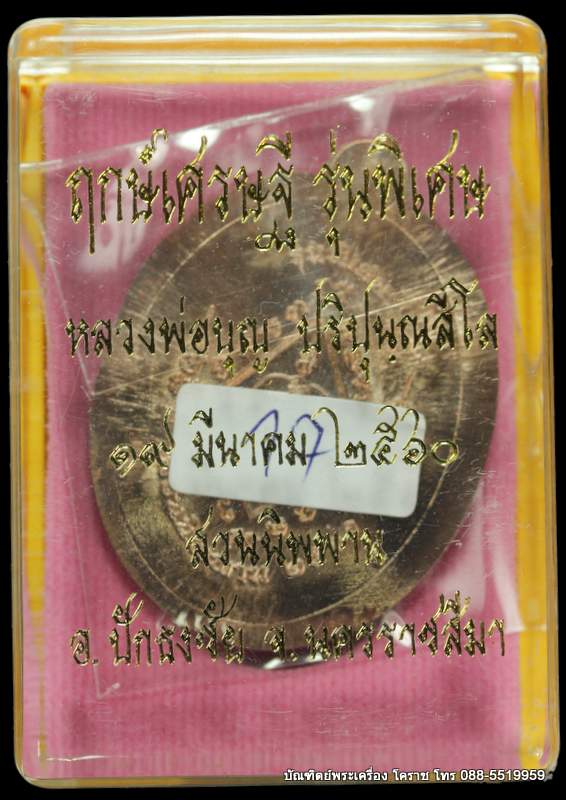 ฤกษ์เศรษฐี รุ่นพิเศษ
หลวงพ่อบุญ ปริปุนฺณสีโล
๑๙ มีนาคม ๒๕๖๐
17
สวนนิพพาน
อ.ปักธงชัย จ.นครราชสีมา
บัณฑิตย์พระเครื่อง โคราช โทร 088-5519959